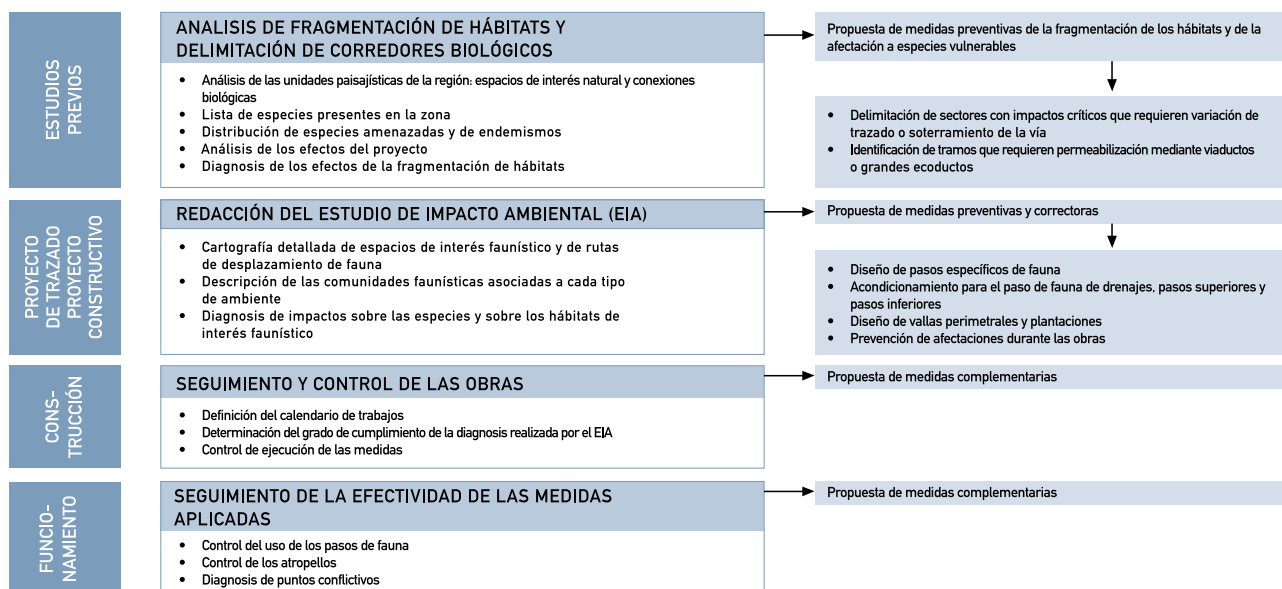 ESTUDIOS
PREVIOS
ANALISIS DE FRAGMENTACIÓN DE HÁBITATS Y
DELIMITACIÓN DE CORREDORES BIOLÓGICOS
• Análisis de las unidades paisajísticas de la región: espacios de interés natural y conexiones
biológicas
• Lista de especies presentes en la zona
• Distribución de especies amenazadas y de endemismos
• Análisis de los efectos del proyecto
• Diagnosis de los efectos de la fragmentación de hábitats
Propuesta de medidas preventivas de la fragmentación de los hábitats y de la
afectación a especies vulnerables
• Delimitación de sectores con impactos críticos que requieren variación de
trazado o soterramiento de la vía
• Identificación de tramos que requieren permeabilización mediante viaductos
o grandes ecoductos
PROYECTO
DE TRAZADO
PROYECTO
CONSTRUCTIVO
REDACCIÓN DEL ESTUDIO DE IMPACTO AMBIENTAL (EIA)
• Cartografía detallada de espacios de interés faunístico y de rutas
de desplazamiento de fauna
• Descripción de las comunidades faunísticas asociadas a cada tipo
de ambiente
• Diagnosis de impactos sobre las especies y sobre los hábitats de
interés faunístico
Propuesta de medidas preventivas y correctoras
• Diseño de pasos específicos de fauna
• Acondicionamiento para el paso de fauna de drenajes, pasos superiores y
pasos inferiores
• Diseño de vallas perimetrales y plantaciones
• Prevención de afectaciones durante las obras
CONS-
TRUCCIÓN
SEGUIMIENTO Y CONTROL DE LAS OBRAS
• Definición del calendario de trabajos
• Determinación del grado de cumplimiento de la diagnosis realizada por el EIA
• Control de ejecución de las medidas
Propuesta de medidas complementarias
FUNCIO-
NAMIENTO
SEGUIMIENTO DE LA EFECTIVIDAD DE LAS MEDIDAS
APLICADAS
• Control del uso de los pasos de fauna
• Control de los atropellos
• Diagnosis de puntos conflictivos
Propuesta de medidas complementarias